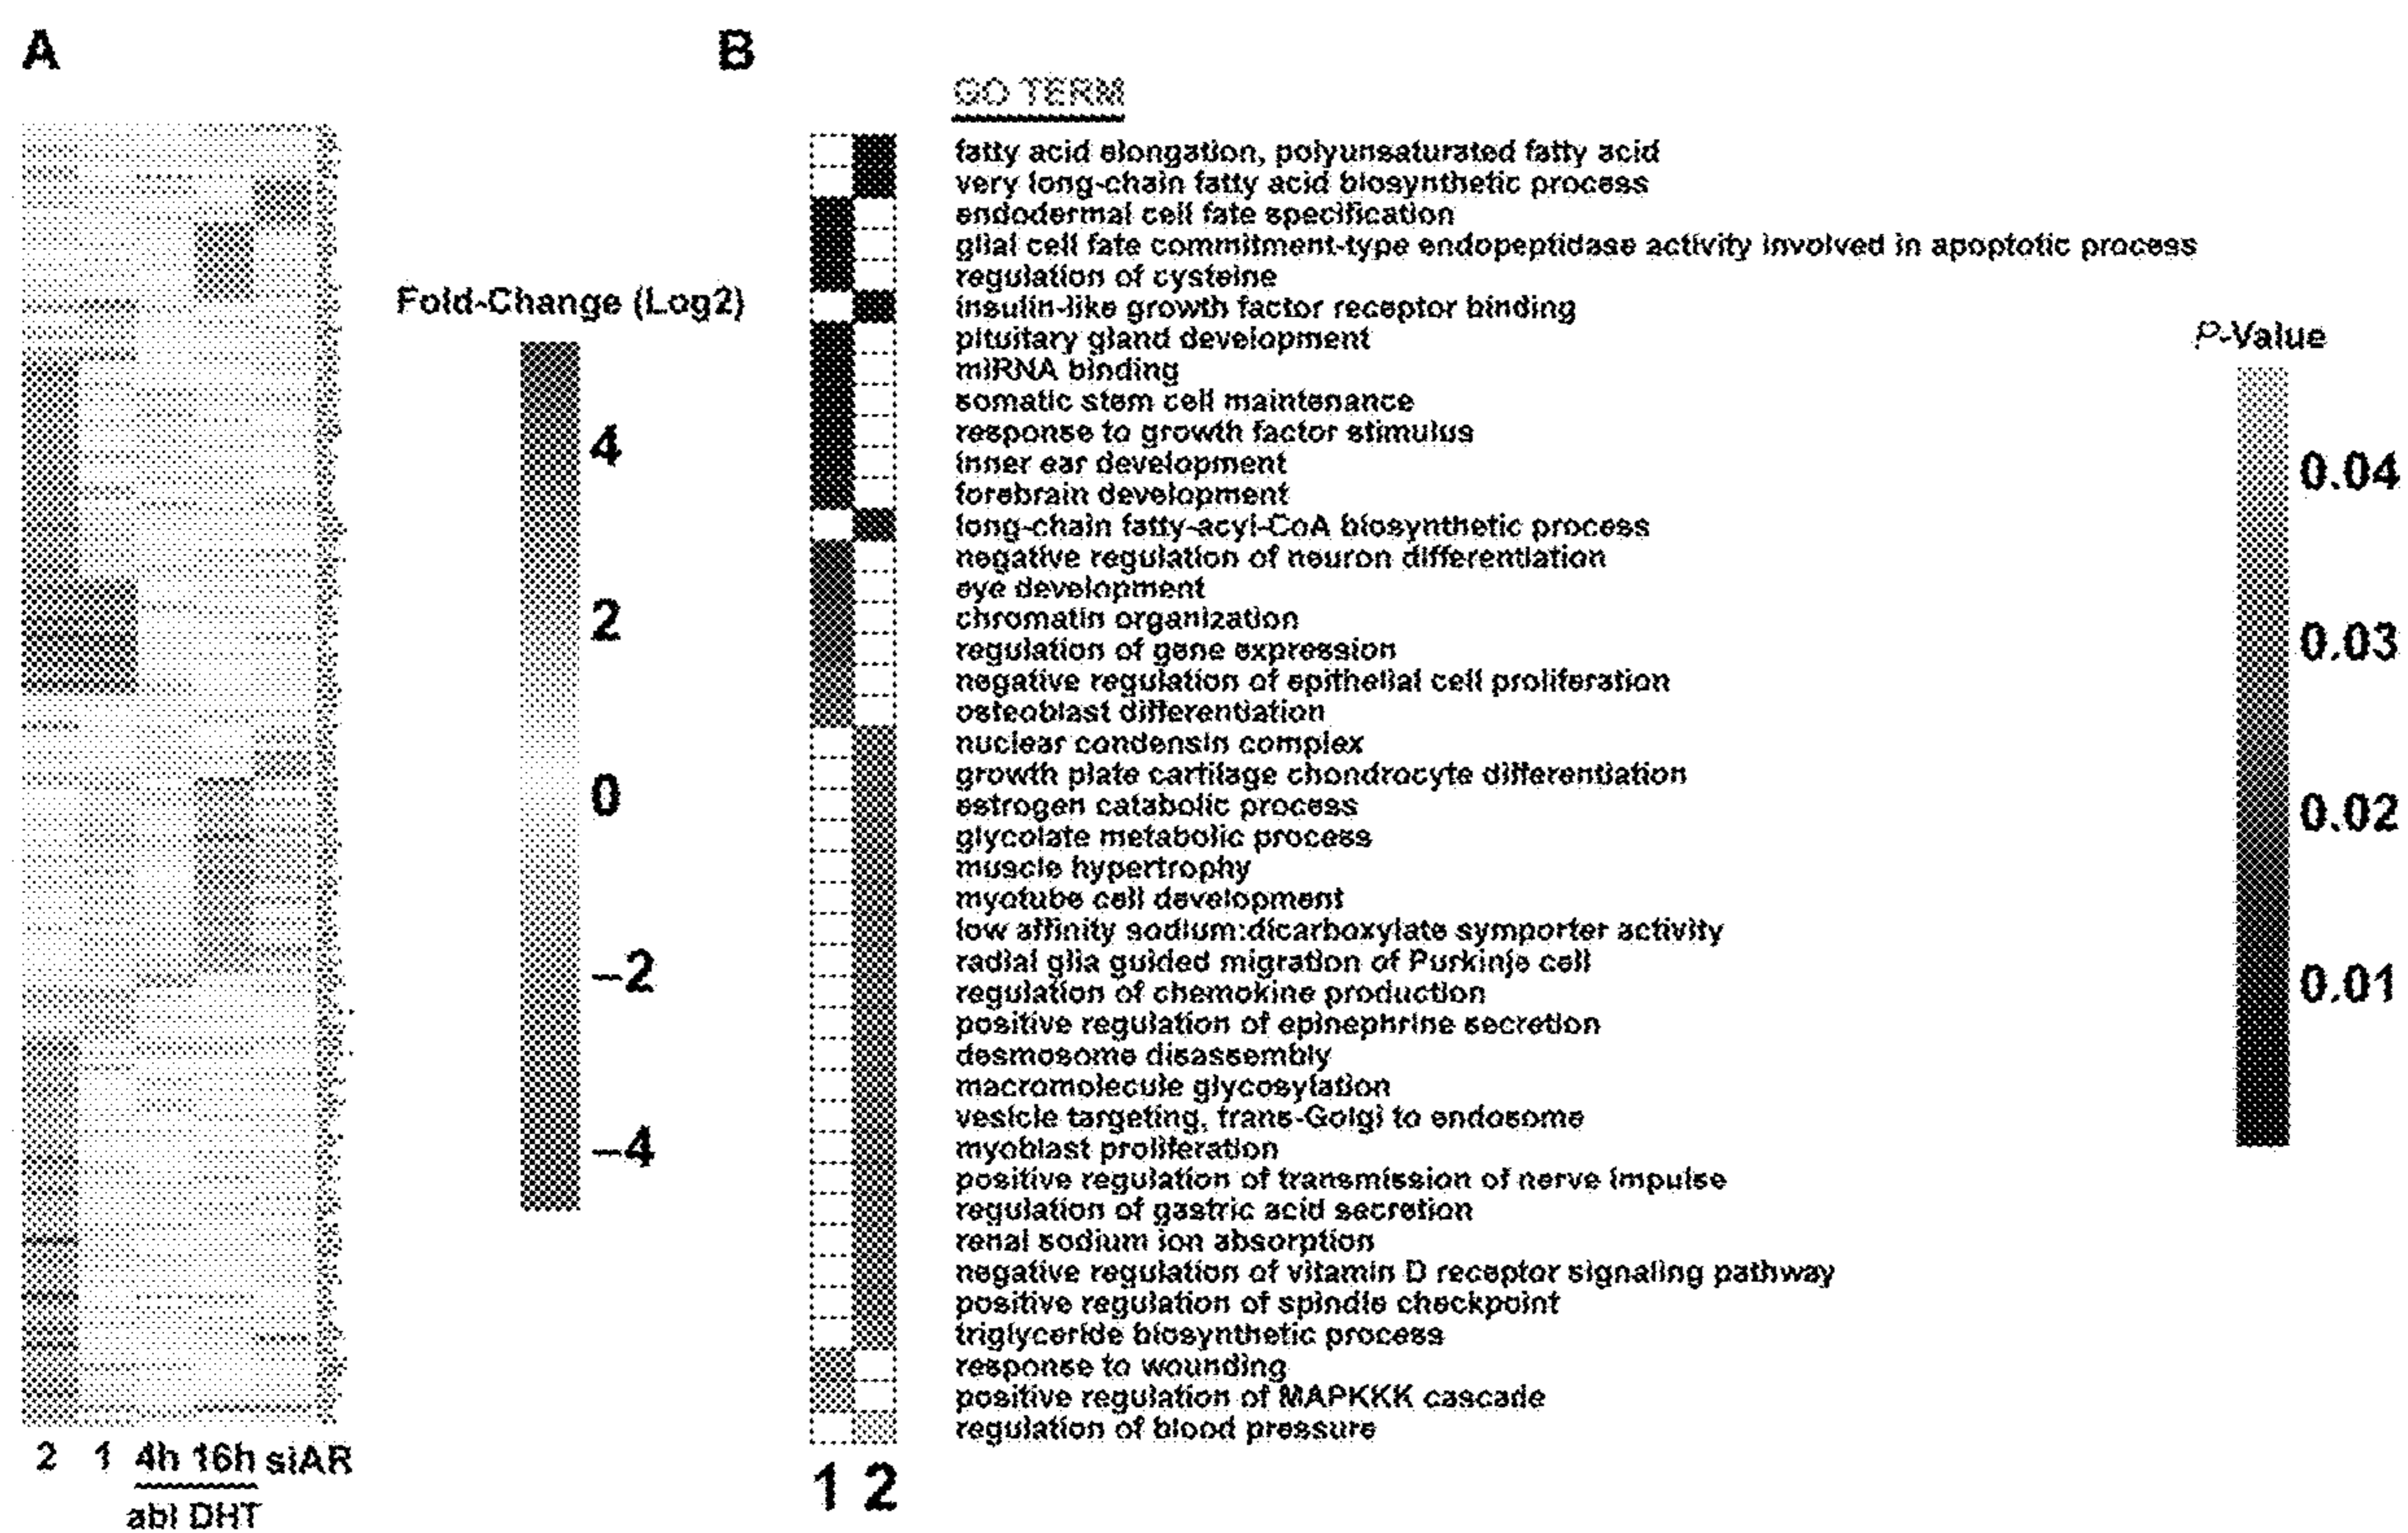 A
B
GO TERM
fatty acid elongation, polyunsaturated fatty acid
very long-chain fatty acid biosynthetic process
endodermal cell fate specification
glial cell fate commitment-type endopeptidase activity involved in apoptotic process
regulation of cysteine
insulin-like growth factor receptor binding
pituitary gland development
miRNA binding
somatic stem cell maintenance
response to growth factor stimulus
inner ear development
forebrain development
long-chain fatty-acyl-CoA biosynthetic process
negative regulation of neuron differentiation
eye development
chromatin organization
regulation of gene expression
negative regulation of epithelial cell proliferation
osteoblast differentiation
nuclear condensin complex
growth plate cartilage chondrocyte differentiation
estrogen catabolic process
glycolate metabolic process
muscle hypertrophy
myotube cell development
low affinity sodium:dicarboxylate symporter activity
radial glia guided migration of Purkinje cell
regulation of chemokine production
positive regulation of epinephrine secretion
desmosome disassembly
macromolecule glycosylation
vesicle targeting, trans-Golgi to endosome
myoblast proliferation
positive regulation of transmission of nerve impulse
regulation of gastric acid secretion
renal sodium ion absorption
negative regulation of vitamin D receptor signaling pathway
positive regulation of spindle checkpoint
triglyceride biosynthetic process
response to wounding
positive regulation of MAPKKK cascade
regulation of blood pressure
Fold-Change (Log2)
4
2
0
−2
−4
P-Value
0.04
0.03
0.02
0.01
2 1 4h 16h siAR
abl DHT
1 2